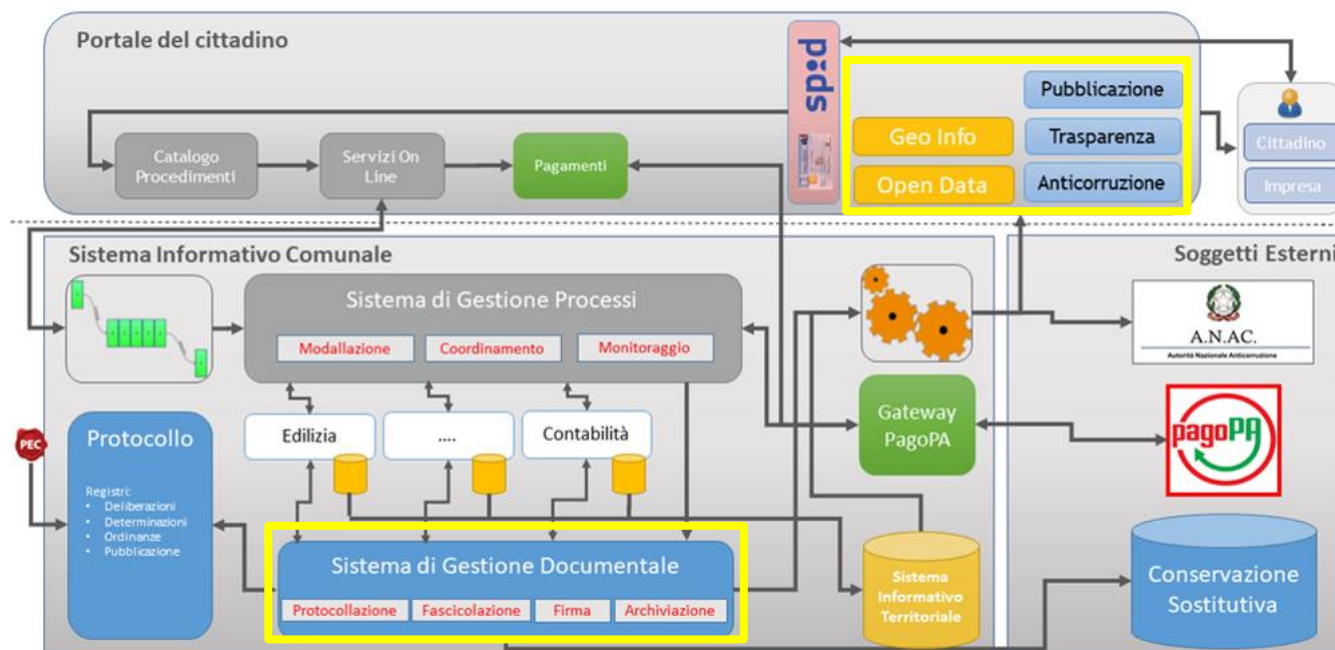 Portale del cittadino
spid
Pubblicazione
Geo Info
Trasparenza
Open Data
Anticorruzione
Cittadino
Impresa
Catalogo
Procedimenti
Servizi On
Line
Pagamenti
Sistema Informativo Comunale
Soggetti Esterni
Sistema di Gestione Processi
Modallazione
Coordinamento
Monitoraggio
A.N.AC.
Autorità Nazionale Anticorruzione
Edilizia
....
Contabilità
Gateway
PagoPA
pagoPA
PEC
Protocollo
Registri:
• Deliberazioni
• Determinazioni
• Ordinanze
• Pubblicazione
Sistema di Gestione Documentale
Protocollazione
Fascicolazione
Firma
Archiviazione
Sistema
Informativo
Territoriale
Conservazione
Sostitutiva